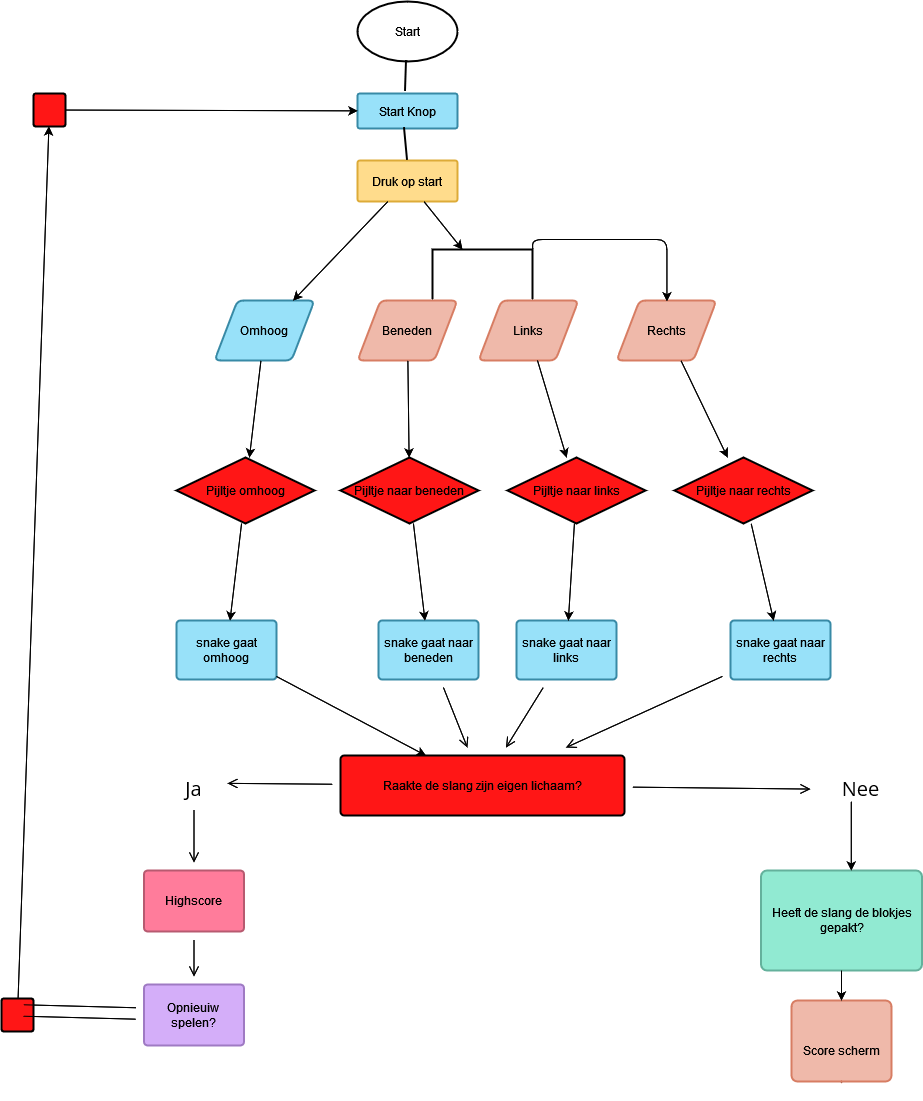 Start
Start Knop
Druk op start
Omhoog
Beneden
Links
Rechts
Pijltje omhoog
Pijltje naar beneden
Pijltje naar links
Pijltje naar rechts
snake gaat
omhoog
snake gaat naar
beneden
snake gaat naar
links
snake gaat naar
rechts
Raakte de slang zijn eigen lichaam?
Ja
Nee
Highscore
Heeft de slang de blokjes
gepakt?
Opnieuiw
spelen?
Score scherm